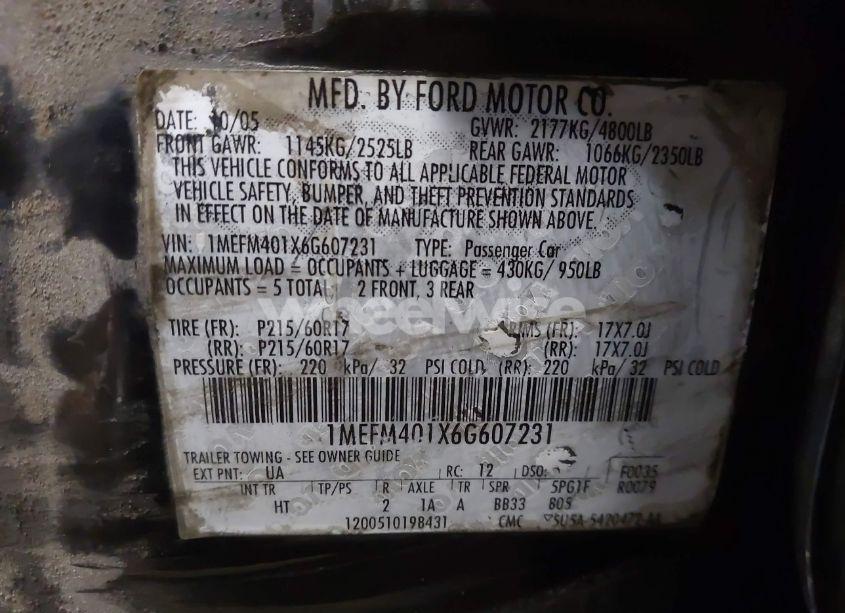 MFD. BY FORD MOTOR CO.
DATE: 10/05 GVWR: 2177KG/4800LB
FRONT GAWR: 1145KG/2525LB REAR GAWR: 1066KG/2350LB
THIS VEHICLE CONFORMS TO ALL APPLICABLE FEDERAL MOTOR
VEHICLE SAFETY, BUMPER, AND THEFT PREVENTION STANDARDS
IN EFFECT ON THE DATE OF MANUFACTURE SHOWN ABOVE.
VIN: 1MEFM401X6G607231 TYPE: Passenger Car
MAXIMUM LOAD = OCCUPANTS + LUGGAGE = 430KG/ 950LB
OCCUPANTS = 5 TOTAL 2 FRONT, 3 REAR
wheelwise
TIRE (FR): P215/60R17 RIMS (FR): 17X7.0J
(RR): P215/60R17 (RR): 17X7.0J
PRESSURE (FR): 220 kPa/ 32 PSI COLD (RR): 220 kPa/ 32 PSI COLD
1MEFM401X6G607231
TRAILER TOWING - SEE OWNER GUIDE
EXT PNT: UA RC: 12 DSO: F0035
INT TR TP/PS R AXLE TR SPR 5PG1F R0079
HT 2 1A A BB33 B05
1200510198431 CMC